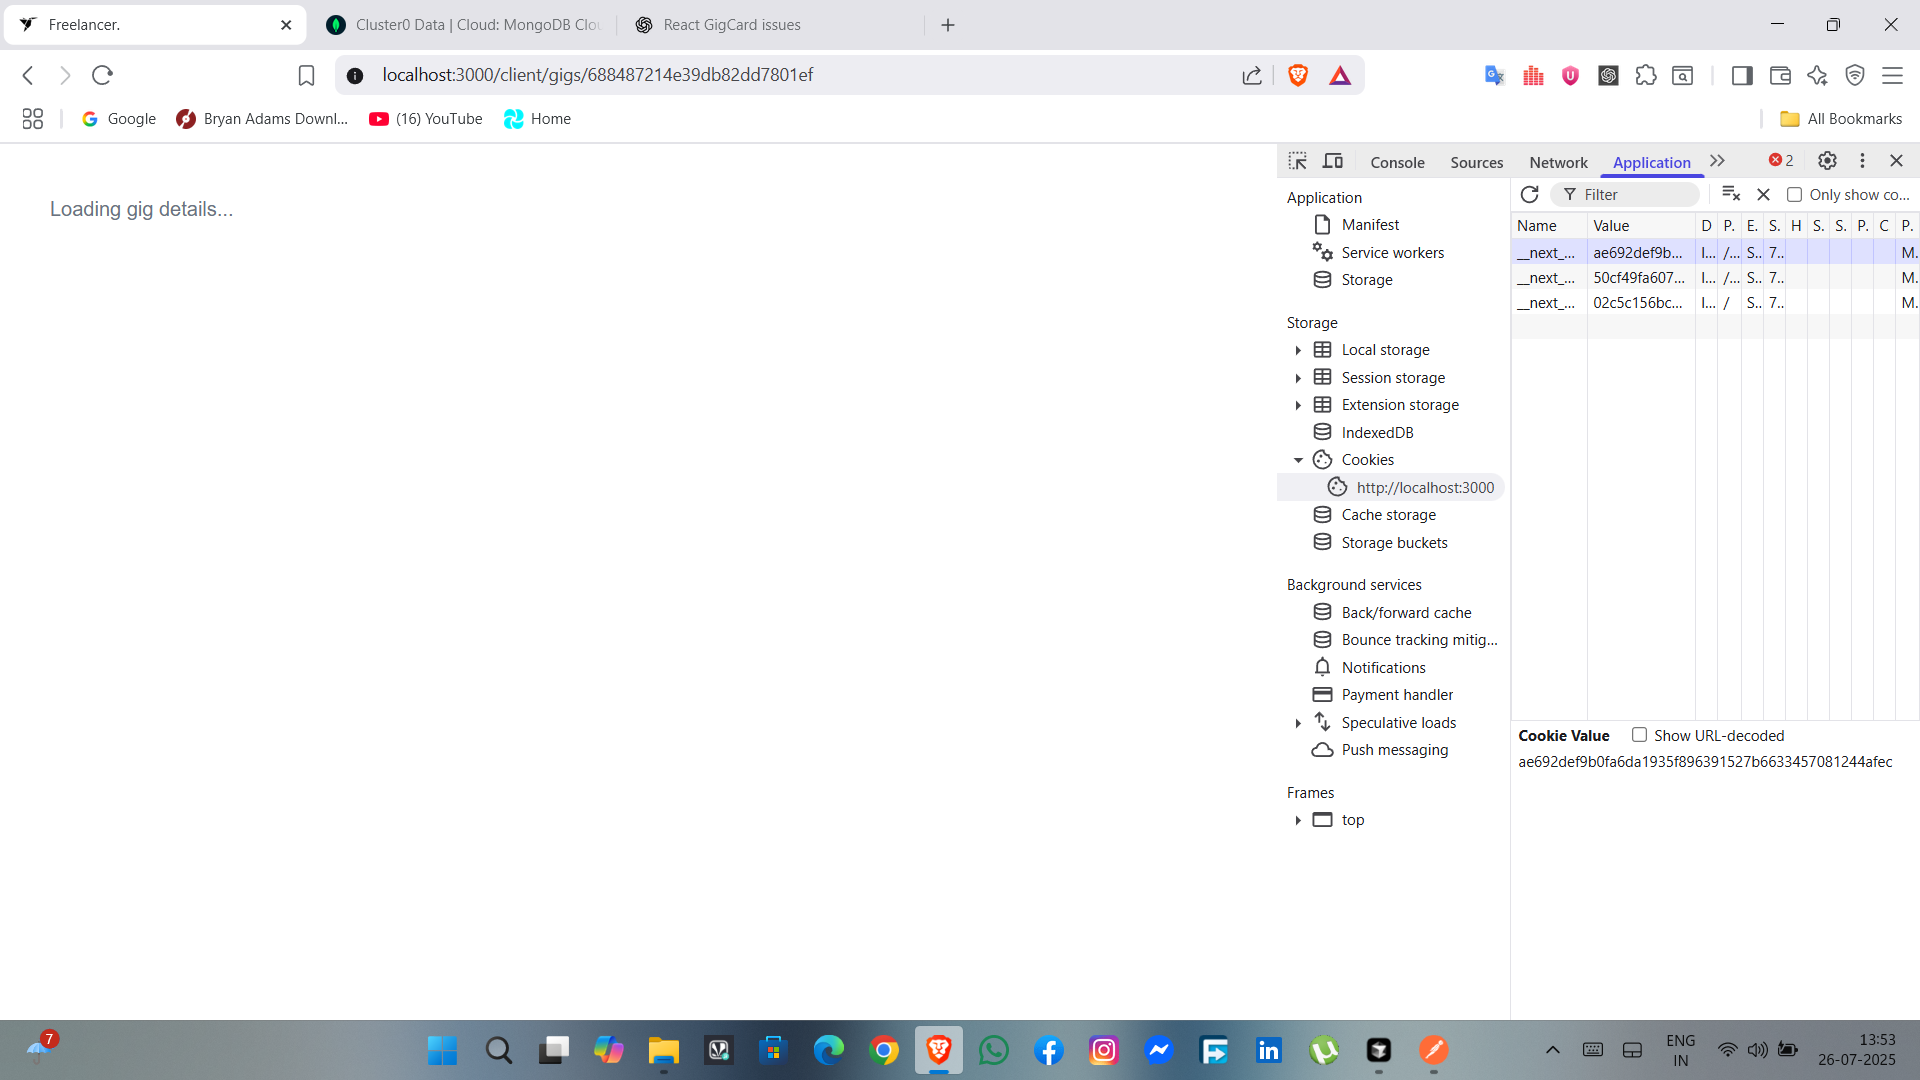 Freelancer.
Cluster0 Data | Cloud: MongoDB Clou
React GigCard issues
localhost:3000/client/gigs/688487214e39db82dd7801ef
Google
Bryan Adams Downl...
(16) YouTube
Home
All Bookmarks
Loading gig details...
Console Sources Network Application 2
Application
Manifest
Service workers
Storage
Storage
Local storage
Session storage
Extension storage
IndexedDB
Cookies
http://localhost:3000
Cache storage
Storage buckets
Background services
Back/forward cache
Bounce tracking mitig...
Notifications
Payment handler
Speculative loads
Push messaging
Frames
top
Filter Only show co...
Name Value D P. E. S. H S. S. P. C P.
__next_... ae692def9b... l... /... S.. 7.. M.
__next_... 50cf49fa607... l... /... S.. 7.. M.
__next_... 02c5c156bc... l... / S.. 7.. M.
Cookie Value Show URL-decoded
ae692def9b0fa6da1935f896391527b6633457081244afec
7
ENG
IN
13:53
26-07-2025